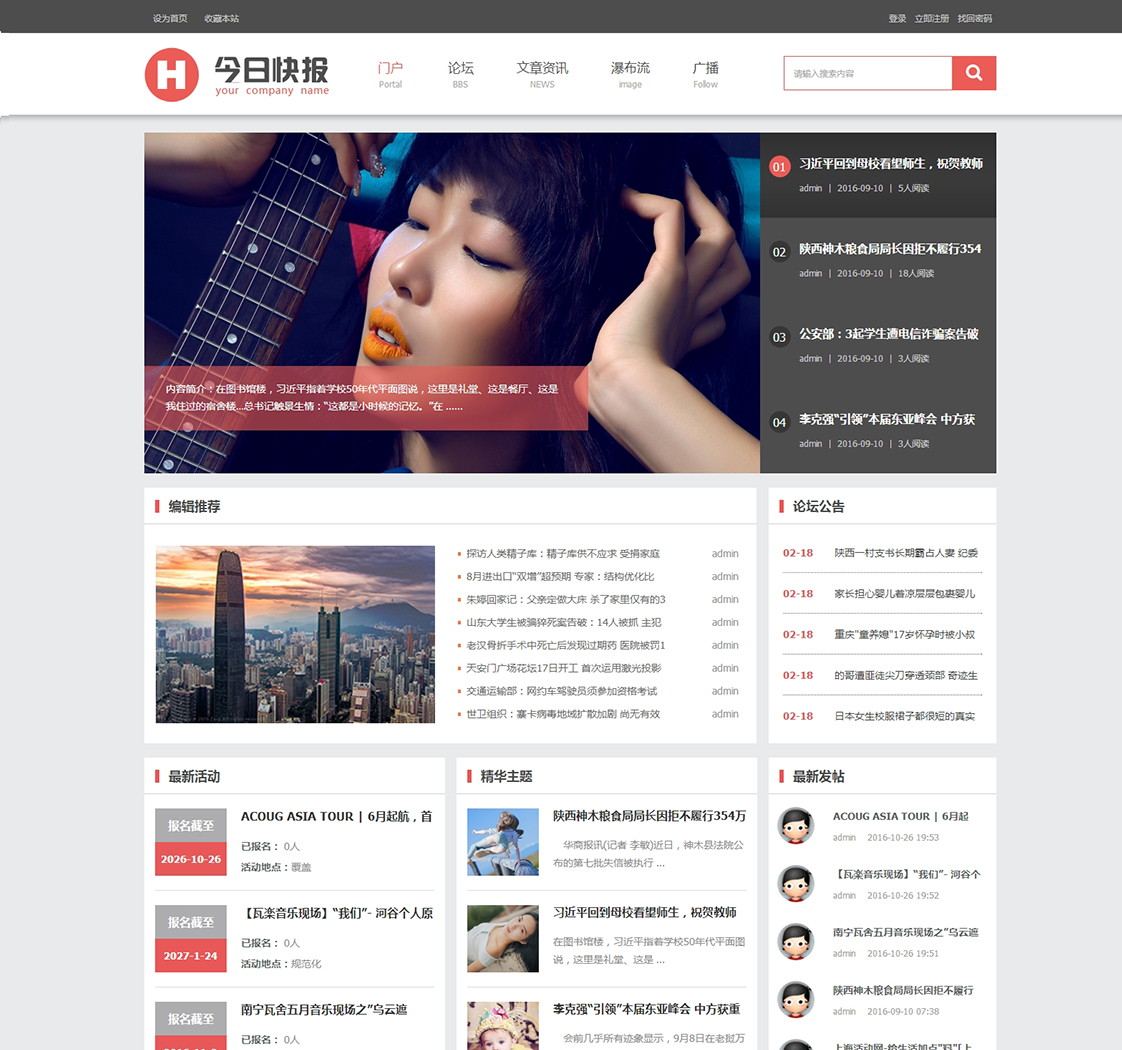 设为首页 收藏本站
登录 立即注册 找回密码
H 今日快报
your company name
门户 论坛 文章资讯 瀑布流 广播
Portal BBS NEWS image Follow
请输入搜索内容
内容简介：在图书馆楼，习近平指着学校50年代平面图说，这里是礼堂、这是餐厅、这是
我住过的宿舍楼...总书记触景生情："这都是小时候的记忆。"在 ......
01 习近平回到母校看望师生，祝贺教师
admin | 2016-09-10 | 5人阅读
02 陕西神木粮食局局长因拒不履行354
admin | 2016-09-10 | 18人阅读
03 公安部：3起学生遭电信诈骗案告破
admin | 2016-09-10 | 3人阅读
04 李克强"引领"本届东亚峰会 中方获
admin | 2016-09-10 | 3人阅读
编辑推荐
探访人类精子库：精子库供不应求 受捐家庭 admin
8月进出口"双增"超预期 专家：结构优化比 admin
朱婷回家记：父亲定做大床 杀了家里仅有的3 admin
山东大学生被骗猝死案告破：14人被抓 主犯 admin
老汉骨折手术中死亡后发现过期药 医院被罚1 admin
天安门广场花坛17日开工 首次运用激光投影 admin
交通运输部：网约车驾驶员须参加资格考试 admin
世卫组织：寨卡病毒地域扩散加剧 尚无有效 admin
论坛公告
02-18 陕西一村支书长期霸占人妻 纪委
02-18 家长担心婴儿着凉层层包裹婴儿
02-18 重庆"童养媳"17岁怀孕时被小叔
02-18 的哥遭匪徒尖刀穿透颈部 奇迹生
02-18 日本女生校服裙子都很短的真实
最新活动
报名截至
2026-10-26
ACOUG ASIA TOUR | 6月起航，首
已报名： 0人
活动地点：覆盖
报名截至
2027-1-24
【瓦楽音乐现场】"我们"- 河谷个人原
已报名： 0人
活动地点：规范化
报名截至
南宁瓦舍五月音乐现场之"乌云遮
已报名： 0人
精华主题
陕西神木粮食局局长因拒不履行354万
华商报讯(记者 李敏)近日，神木县法院公
布的第七批失信被执行 ...
习近平回到母校看望师生，祝贺教师
在图书馆楼，习近平指着学校50年代平面图
说，这里是礼堂、这是 ...
李克强"引领"本届东亚峰会 中方获重
会前几乎所有迹象显示，9月8日在老挝万
最新发帖
ACOUG ASIA TOUR | 6月起
admin 2016-10-26 19:53
【瓦楽音乐现场】"我们"- 河谷个
admin 2016-10-26 19:52
南宁瓦舍五月音乐现场之"乌云遮
admin 2016-10-26 19:51
陕西神木粮食局局长因拒不履行
admin 2016-09-10 07:38